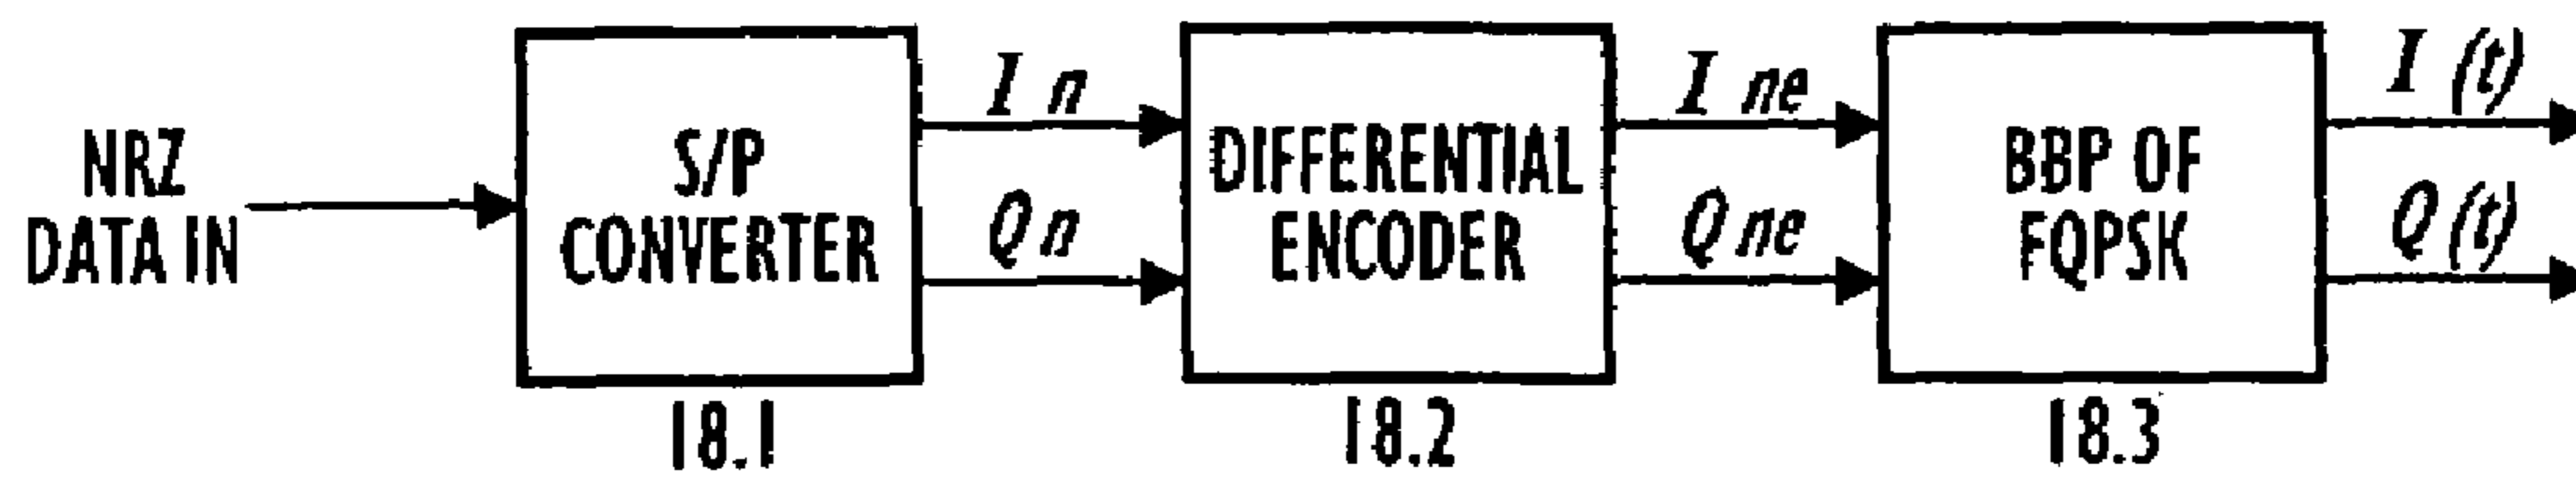 NRZ
DATA IN
S/P
CONVERTER
18.1
I n
Q n
DIFFERENTIAL
ENCODER
18.2
I ne
Q ne
BBP OF
FQPSK
18.3
I (t)
Q (t)